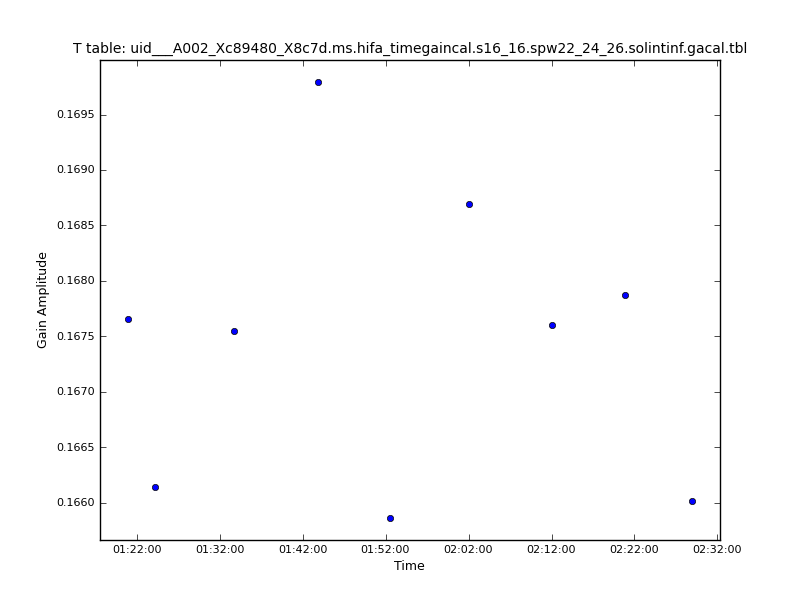 T table: uid___A002_Xc89480_X8c7d.ms.hifa_timegaincal.s16_16.spw22_24_26.solintinf.gacal.tbl
0.1695
0.1690
0.1685
0.1680
0.1675
0.1670
0.1665
0.1660
Gain Amplitude
01:22:00 01:32:00 01:42:00 01:52:00 02:02:00 02:12:00 02:22:00 02:32:00
Time